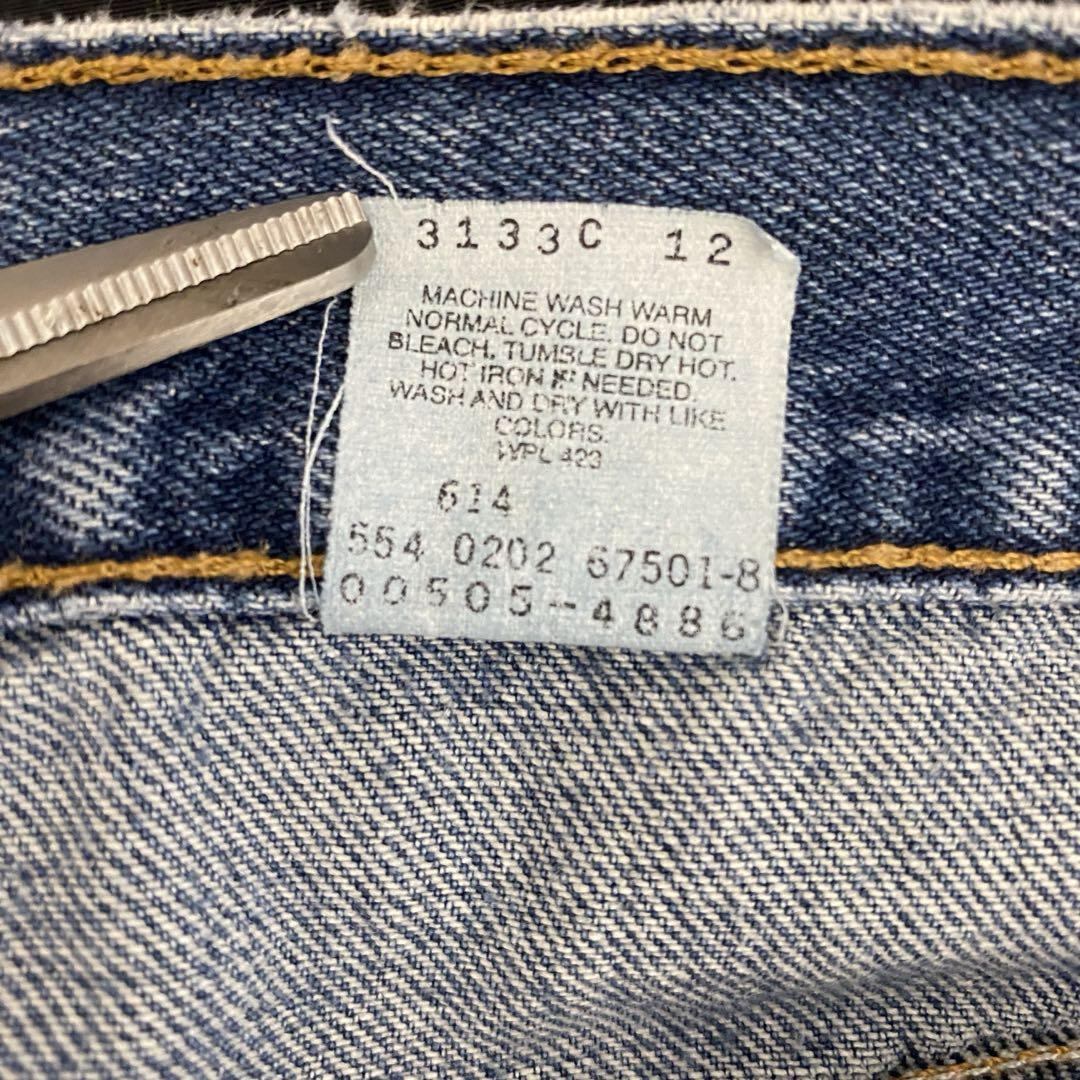 3133C 12
MACHINE WASH WARM
NORMAL CYCLE. DO NOT
BLEACH. TUMBLE DRY HOT.
HOT IRON IF NEEDED.
WASH AND DRY WITH LIKE
COLORS.
WPL 423
614
554 0202 67501-8
00505-4886